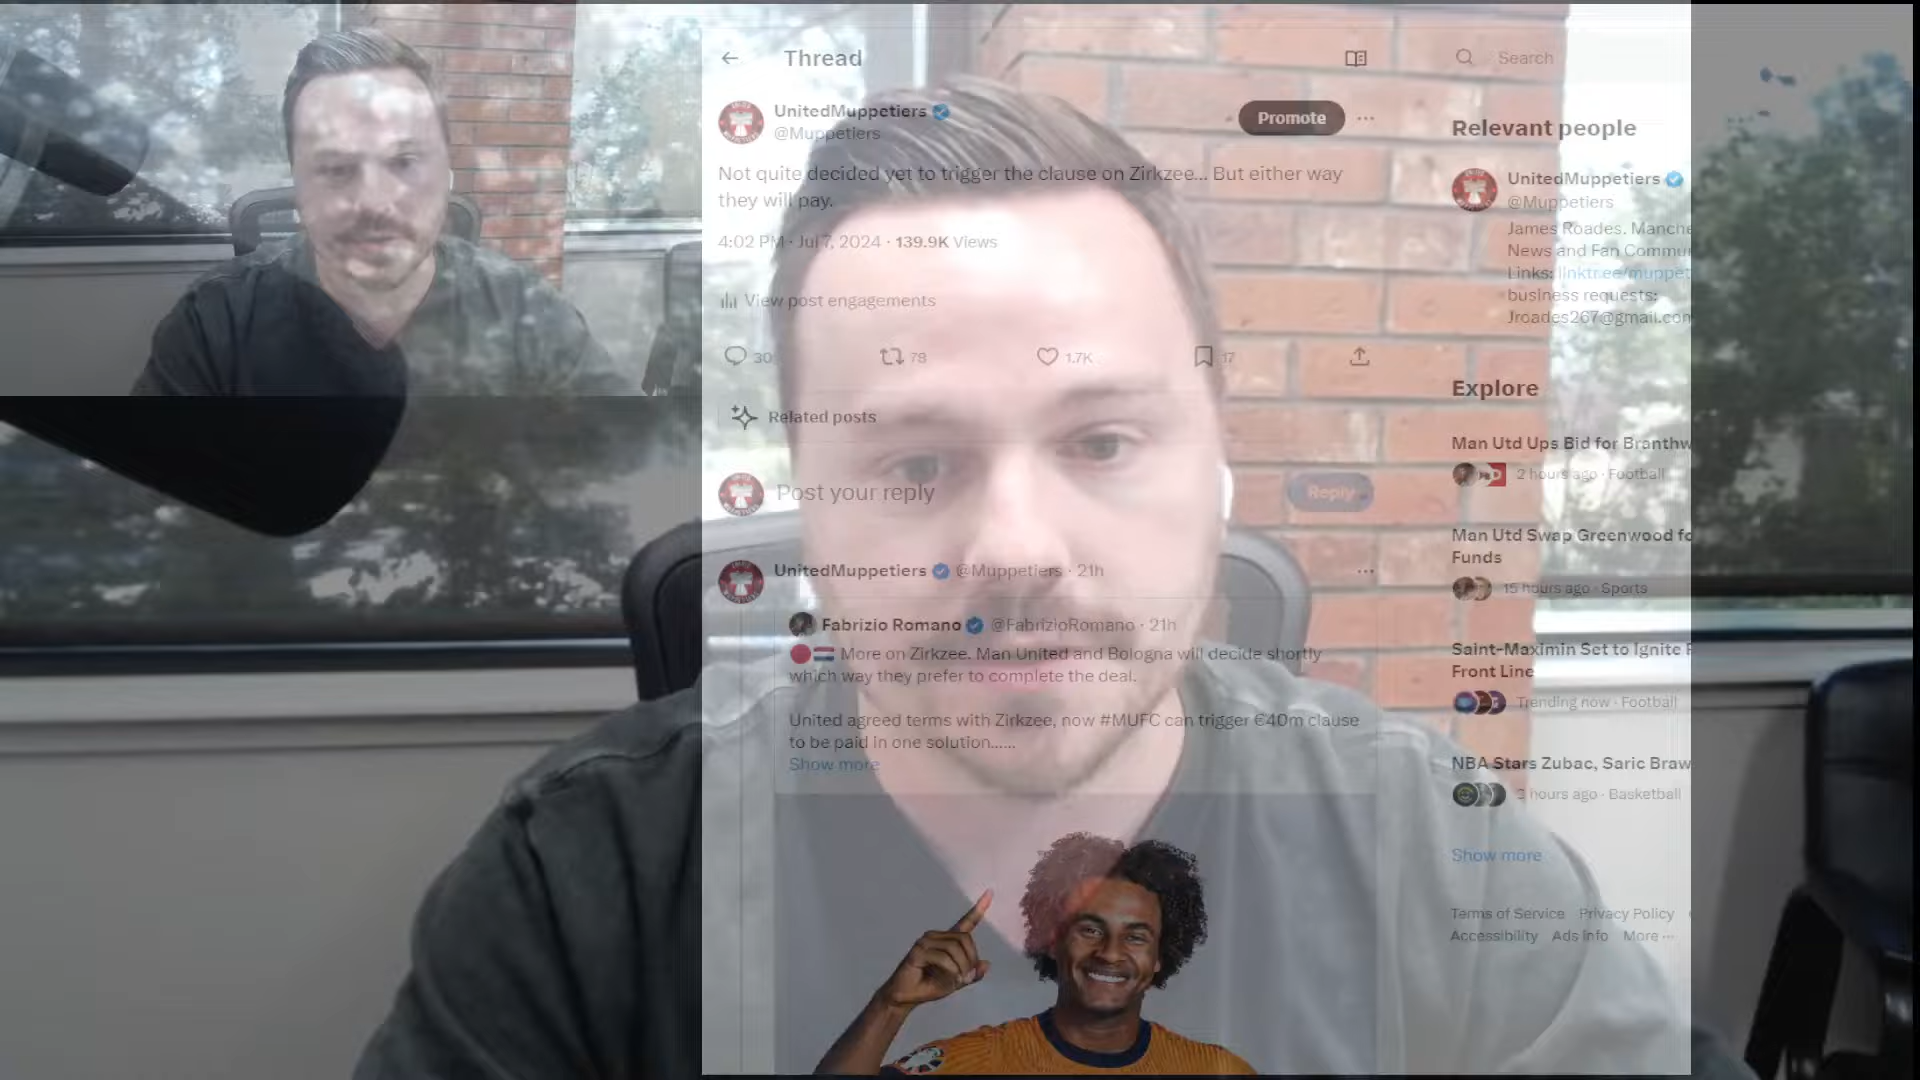 Thread
UnitedMuppetiers
@Muppetiers
Promote
Not quite decided yet to trigger the clause on Zirkzee... But either way
they will pay.
4:02 PM · Jul 7, 2024 · 139.9K Views
View post engagements
30
78
1.7K
17
Related posts
Post your reply
Reply
UnitedMuppetiers @Muppetiers · 21h
Fabrizio Romano @FabrizioRomano · 21h
More on Zirkzee. Man United and Bologna will decide shortly
which way they prefer to complete the deal.
United agreed terms with Zirkzee, now #MUFC can trigger €40m clause
to be paid in one solution......
Show more
Search
Relevant people
UnitedMuppetiers
@Muppetiers
James Roades. Manche
News and Fan Commu
Links: linktr.ee/muppet
business requests:
Jroades267@gmail.com
Explore
Man Utd Ups Bid for Branthw
2 hours ago · Football
Man Utd Swap Greenwood fo
Funds
15 hours ago · Sports
Saint-Maximin Set to Ignite F
Front Line
Trending now · Football
NBA Stars Zubac, Saric Braw
3 hours ago · Basketball
Show more
Terms of Service Privacy Policy
Accessibility Ads info More ...